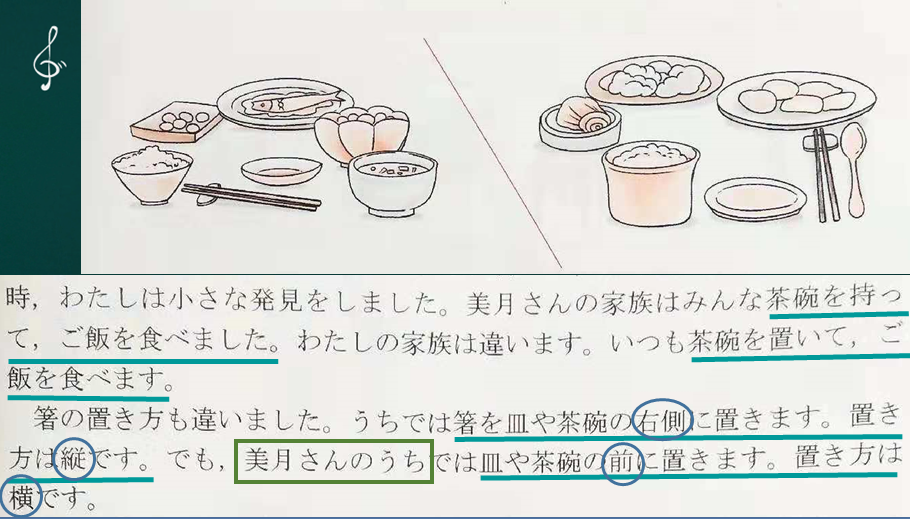 時，わたしは小さな発見をしました。美月さんの家族はみんな茶碗を持っ
て，ご飯を食べました。わたしの家族は違います。いつも茶碗を置いて，ご
飯を食べます。
箸の置き方も違いました。うちでは箸を皿や茶碗の右側に置きます。置き
方は縦です。でも，美月さんのうちでは皿や茶碗の前に置きます。置き方は
横です。